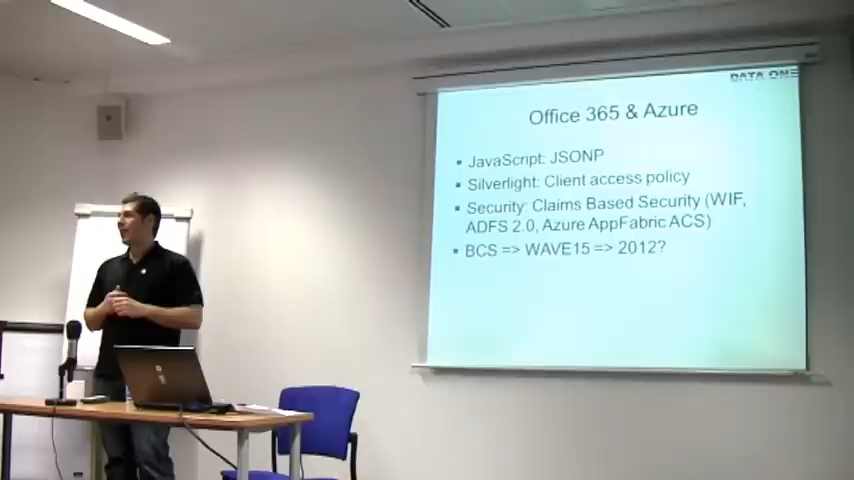 DATA ONE
Office 365 & Azure
▪ JavaScript: JSONP
▪ Silverlight: Client access policy
▪ Security: Claims Based Security (WIF,
ADFS 2.0, Azure AppFabric ACS)
▪ BCS => WAVE15 => 2012?